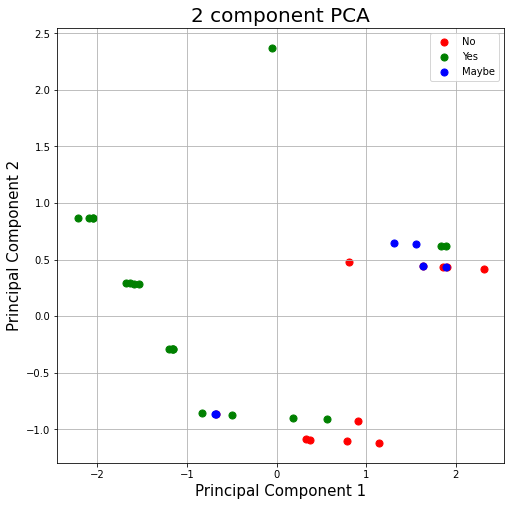 2 component PCA
No
Yes
Maybe
2.5
2.0
1.5
1.0
0.5
0.0
−0.5
−1.0
Principal Component 2
−2
−1
0
1
2
Principal Component 1